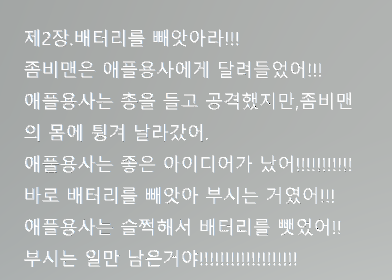 제2장.배터리를 빼앗아라!!!
좀비맨은 애플용사에게 달려들었어!!!
애플용사는 총을 들고 공격했지만,좀비맨
의 몸에 튕겨 날라갔어.
애플용사는 좋은 아이디어가 났어!!!!!!!!!!!
바로 배터리를 빼앗아 부시는 거였어!!!
애플용사는 슬쩍해서 배터리를 뺏었어!!
부시는 일만 남은거야!!!!!!!!!!!!!!!!!!!